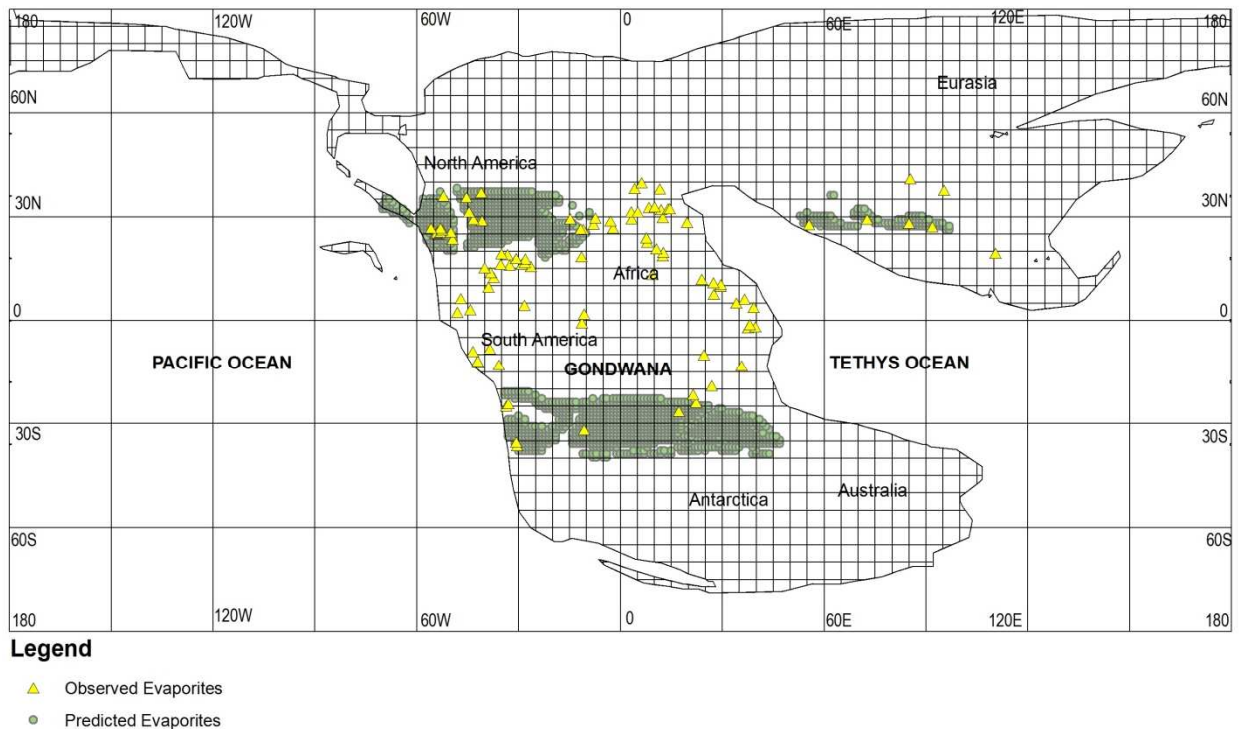 180 120W 60W 0 60E 120E 180
60N 60N
Eurasia
North America
30N 30N
Africa
0 0
South America
PACIFIC OCEAN GONDWANA TETHYS OCEAN
30S 30S
Antarctica Australia
60S 60S
180 120W 60W 0 60E 120E 180
Legend
Observed Evaporites
Predicted Evaporites